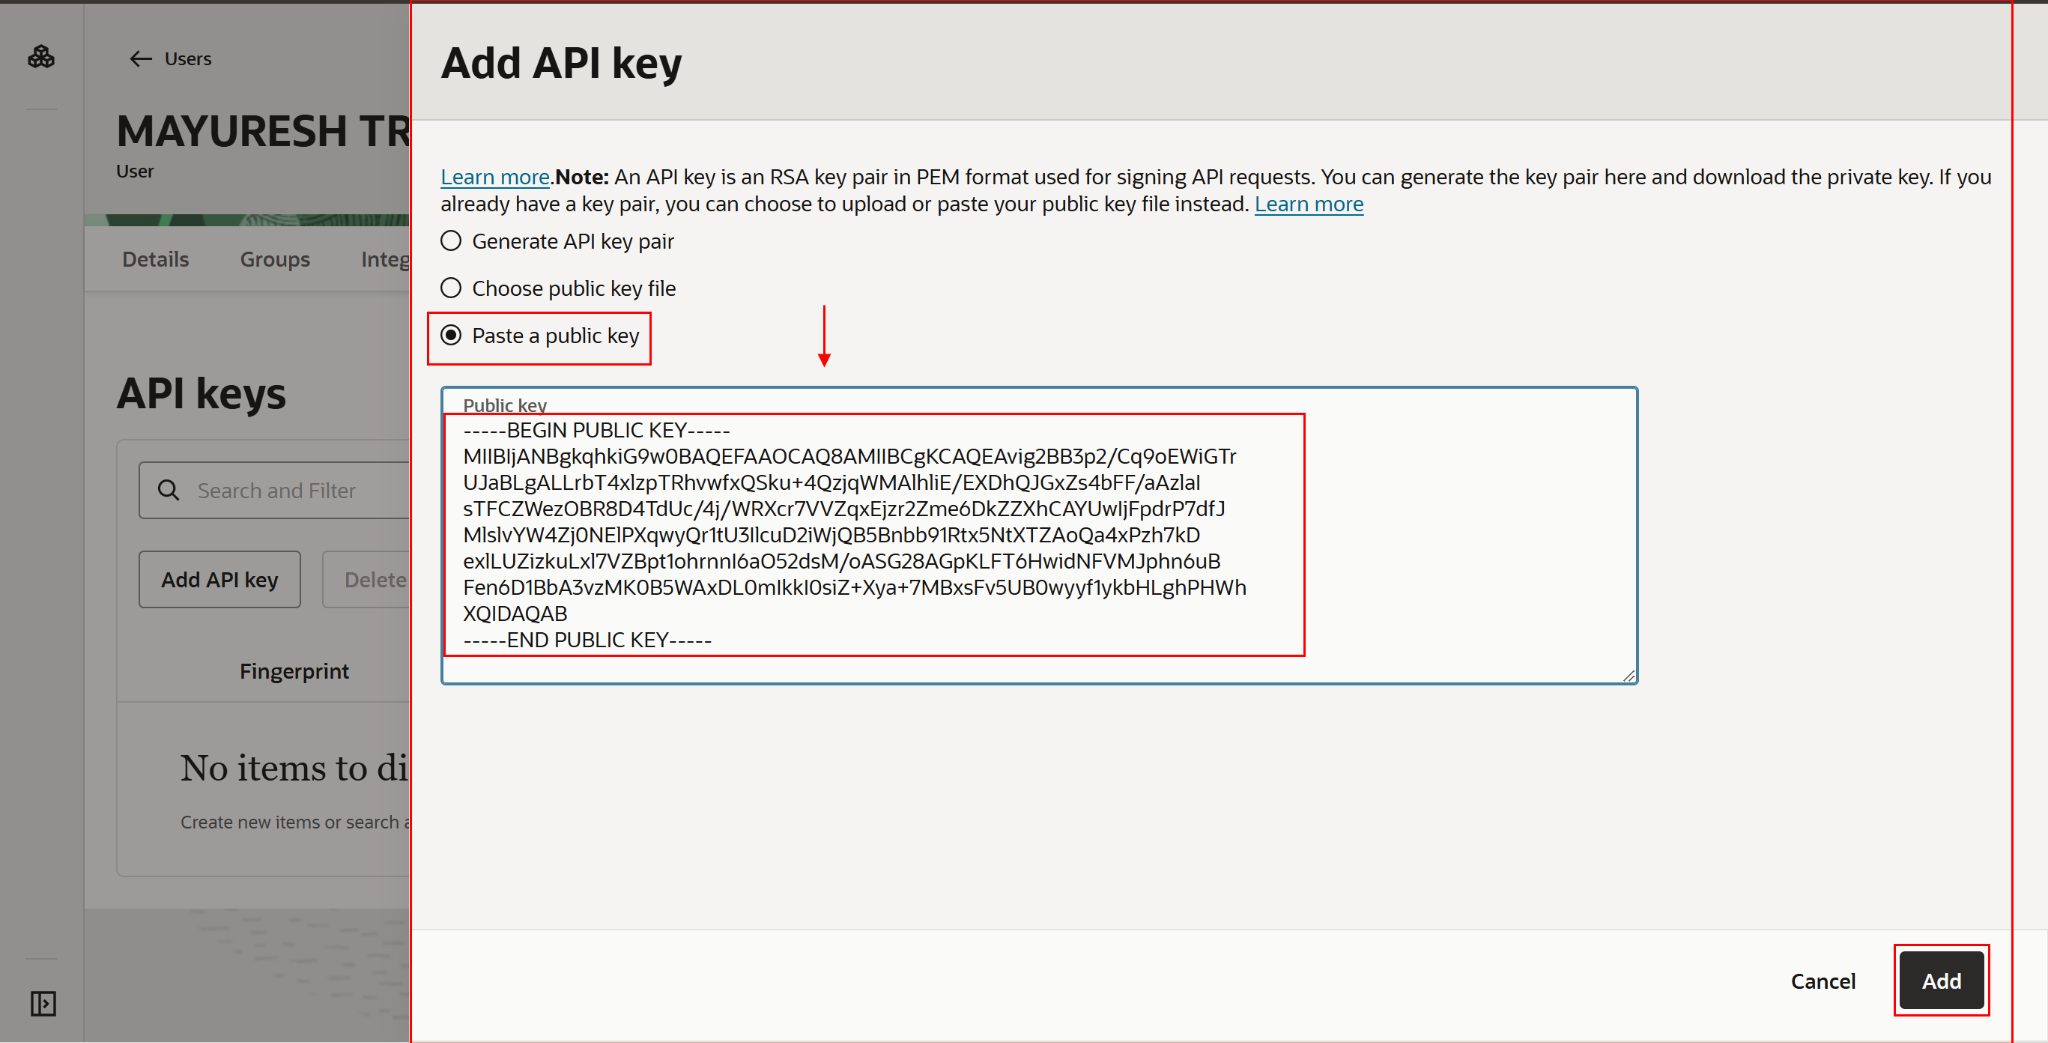 Users
MAYURESH TR
User
Details Groups Integ
API keys
Search and Filter
Add API key Delete
Fingerprint
No items to di
Create new items or search a
Add API key
Learn more.Note: An API key is an RSA key pair in PEM format used for signing API requests. You can generate the key pair here and download the private key. If you
already have a key pair, you can choose to upload or paste your public key file instead. Learn more
Generate API key pair
Choose public key file
Paste a public key
Public key
-----BEGIN PUBLIC KEY-----
MIIBIjANBgkqhkiG9w0BAQEFAAOCAQ8AMIIBCgKCAQEAvig2BB3p2/Cq9oEWiGTr
UJaBLgALLrbT4xlzpTRhvwfxQSku+4QzjqWMAlhliE/EXDhQJGxZs4bFF/aAzlaI
sTFCZWezOBR8D4TdUc/4j/WRXcr7VVZqxEjzr2Zme6DkZZXhCAYUwIjFpdrP7dfJ
MlslvYW4Zj0NElPXqwyQr1tU3IlcuD2iWjQB5Bnbb91Rtx5NtXTZAoQa4xPzh7kD
exlLUZizkuLxl7VZBpt1ohrnnI6aO52dsM/oASG28AGpKLFT6HwidNFVMJphn6uB
Fen6D1BbA3vzMK0B5WAxDL0mIkkI0siZ+Xya+7MBxsFv5UB0wyyf1ykbHLghPHWh
XQIDAQAB
-----END PUBLIC KEY-----
Cancel Add